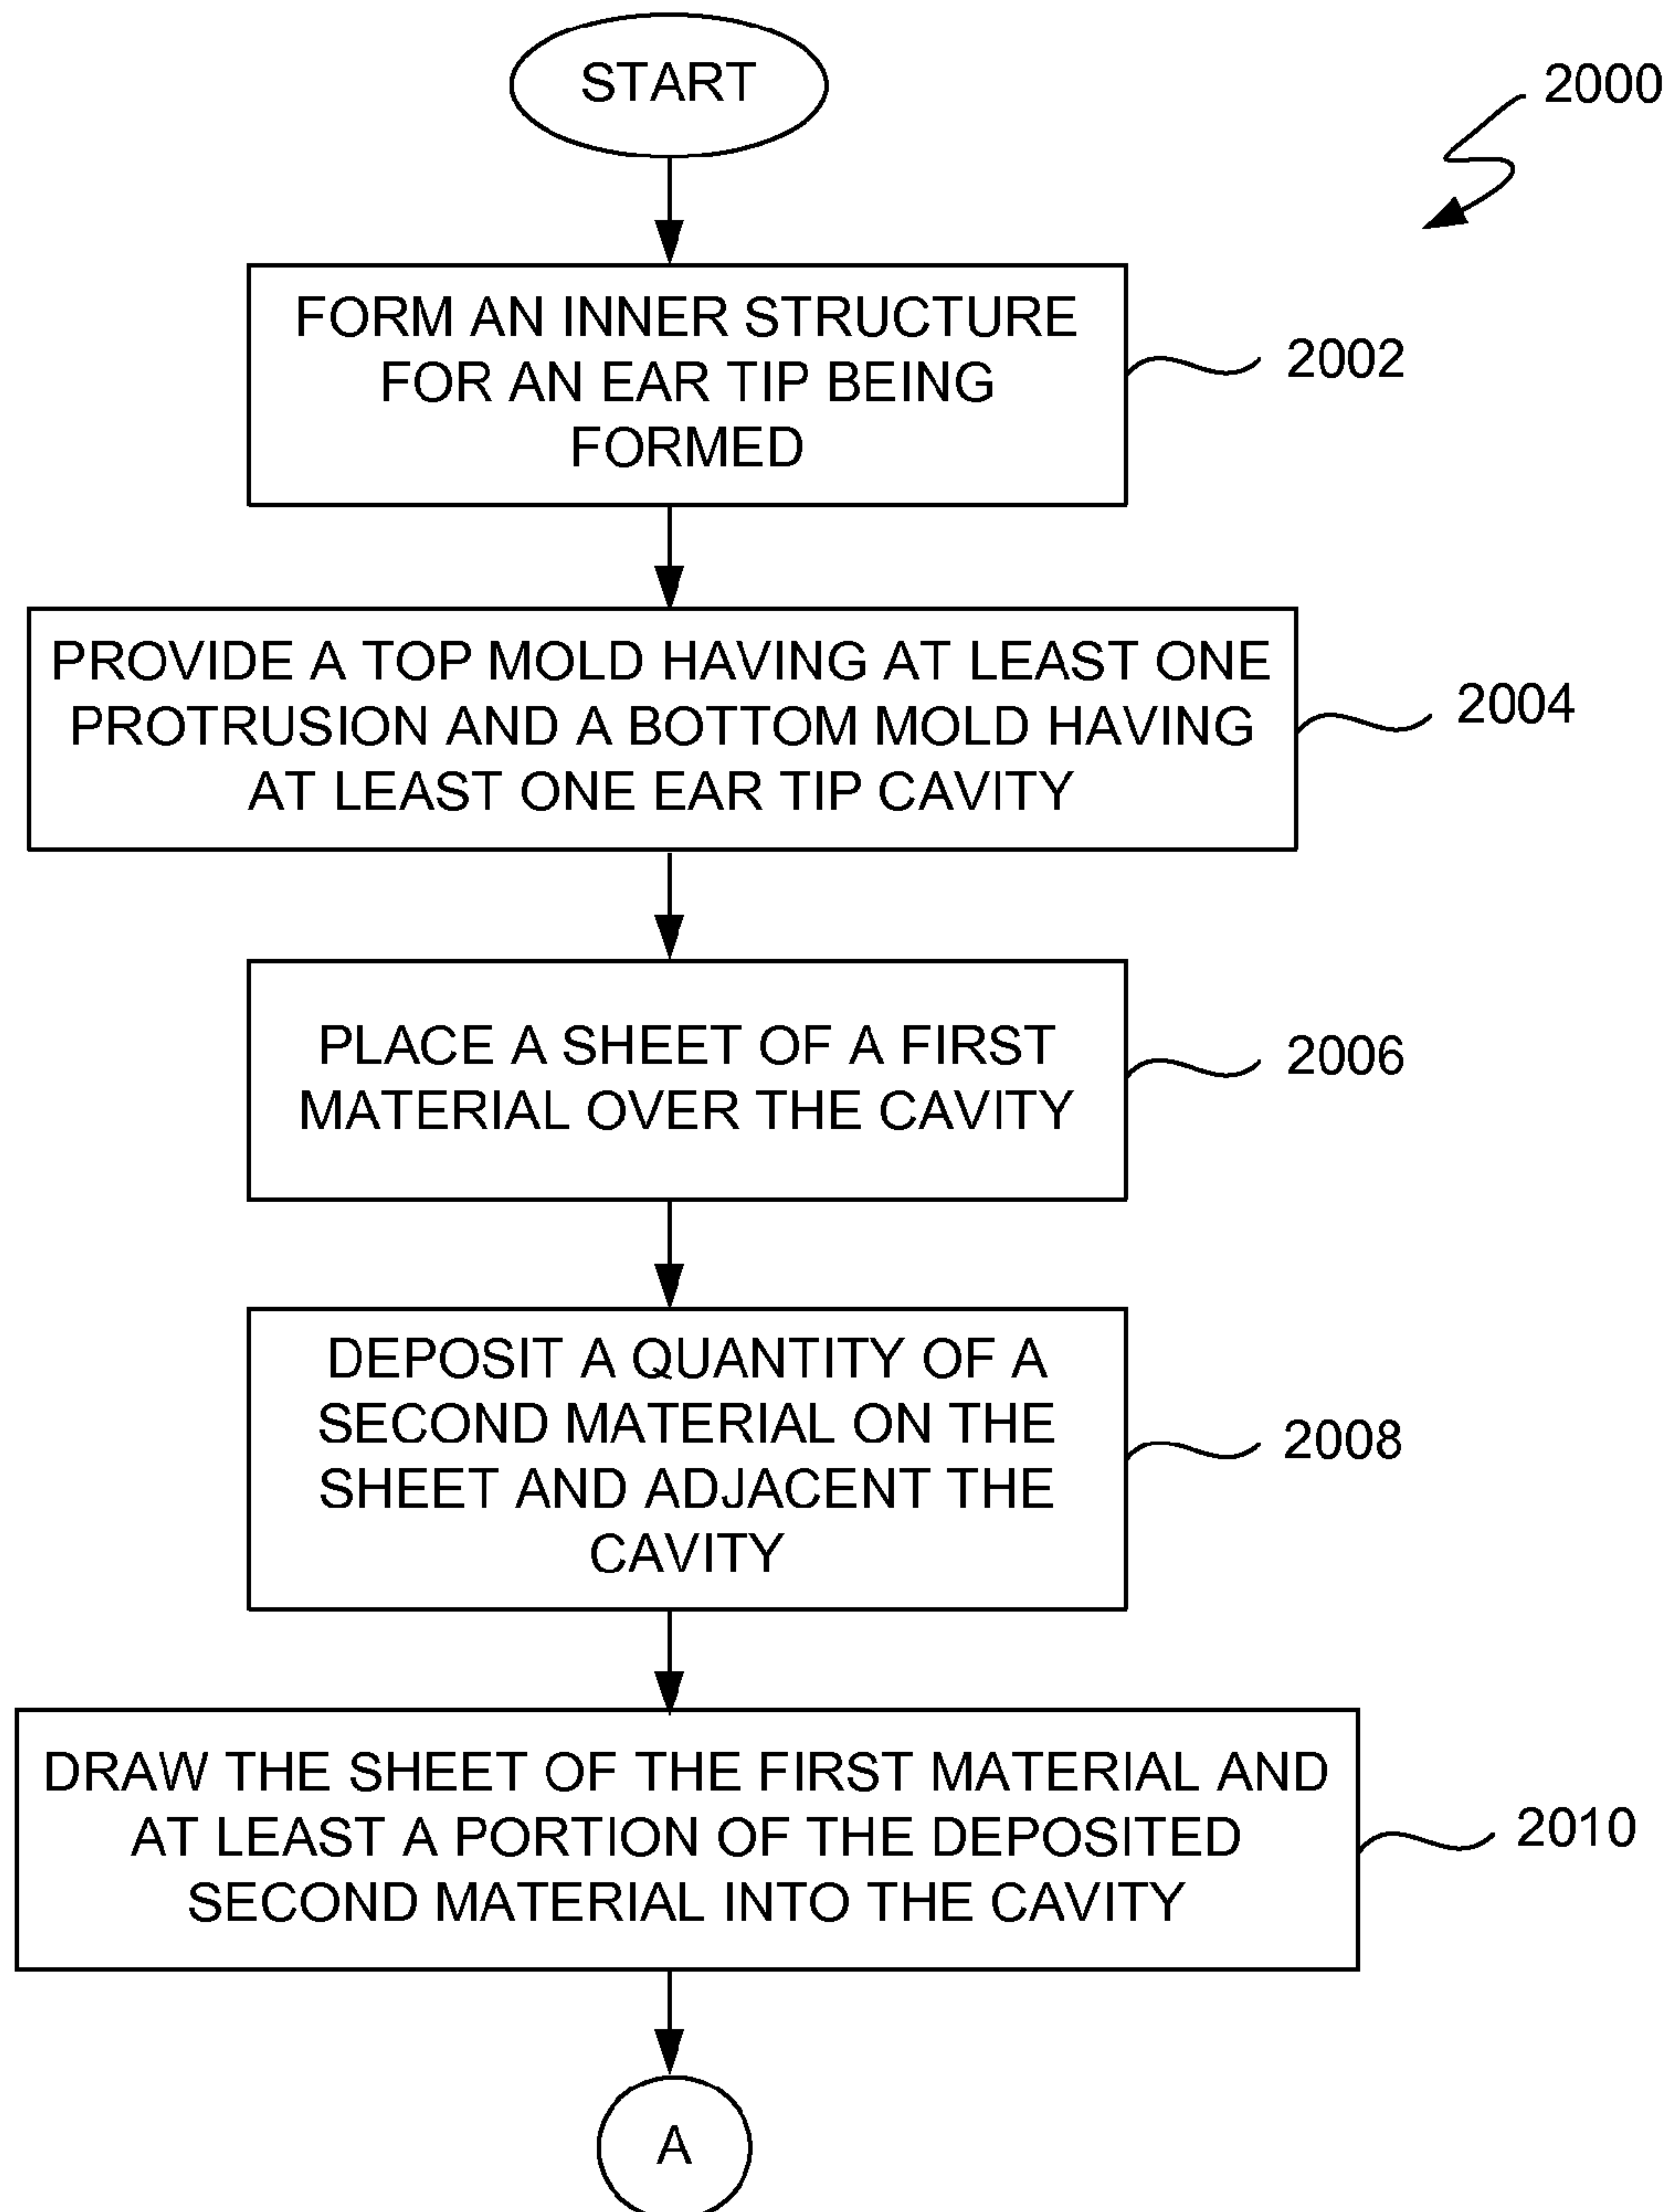 START
2000
FORM AN INNER STRUCTURE
FOR AN EAR TIP BEING
FORMED
2002
PROVIDE A TOP MOLD HAVING AT LEAST ONE
PROTRUSION AND A BOTTOM MOLD HAVING
AT LEAST ONE EAR TIP CAVITY
2004
PLACE A SHEET OF A FIRST
MATERIAL OVER THE CAVITY
2006
DEPOSIT A QUANTITY OF A
SECOND MATERIAL ON THE
SHEET AND ADJACENT THE
CAVITY
2008
DRAW THE SHEET OF THE FIRST MATERIAL AND
AT LEAST A PORTION OF THE DEPOSITED
SECOND MATERIAL INTO THE CAVITY
2010
A